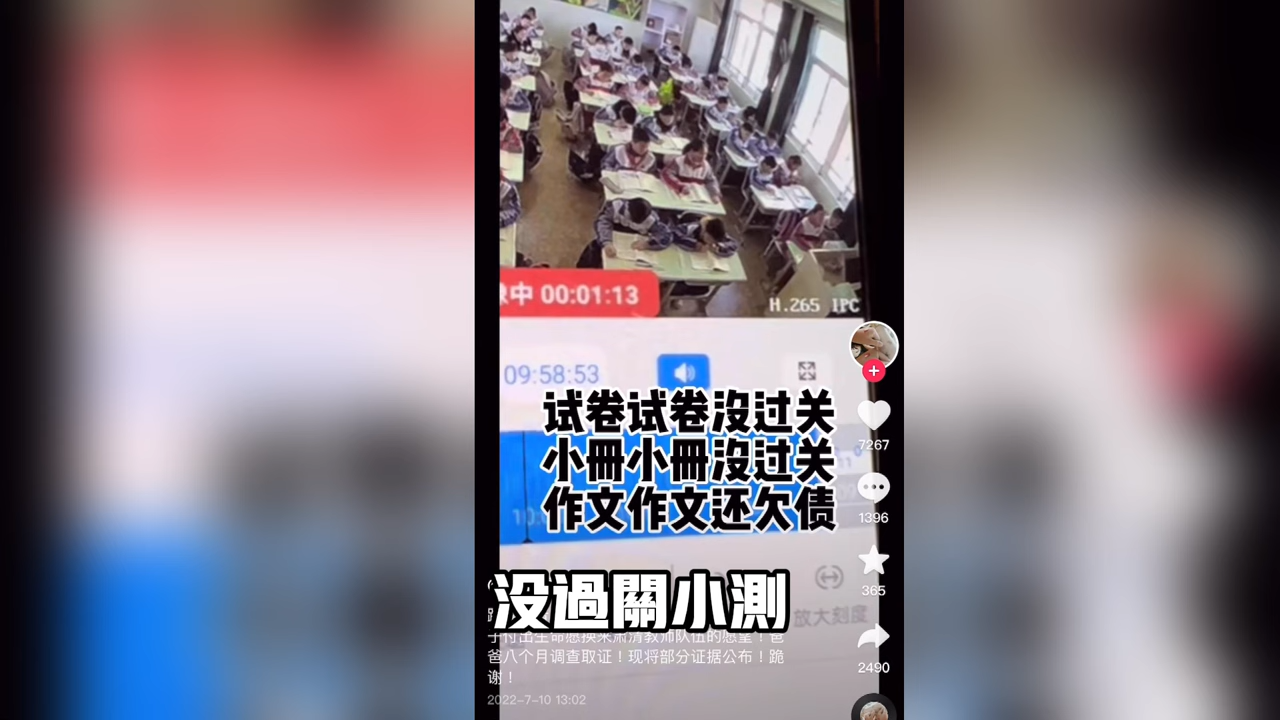 中 00:01:13
H.265 IPC
09:58:53
试卷试卷没过关
小冊小冊没过关
作文作文还欠债
没過關小測
放大刻度
子付出生命愿换来肃清教师队伍的愿望！爸
爸八个月调查取证！现将部分证据公布！跪
谢！
2022-7-10 13:02
7267
1396
365
2490